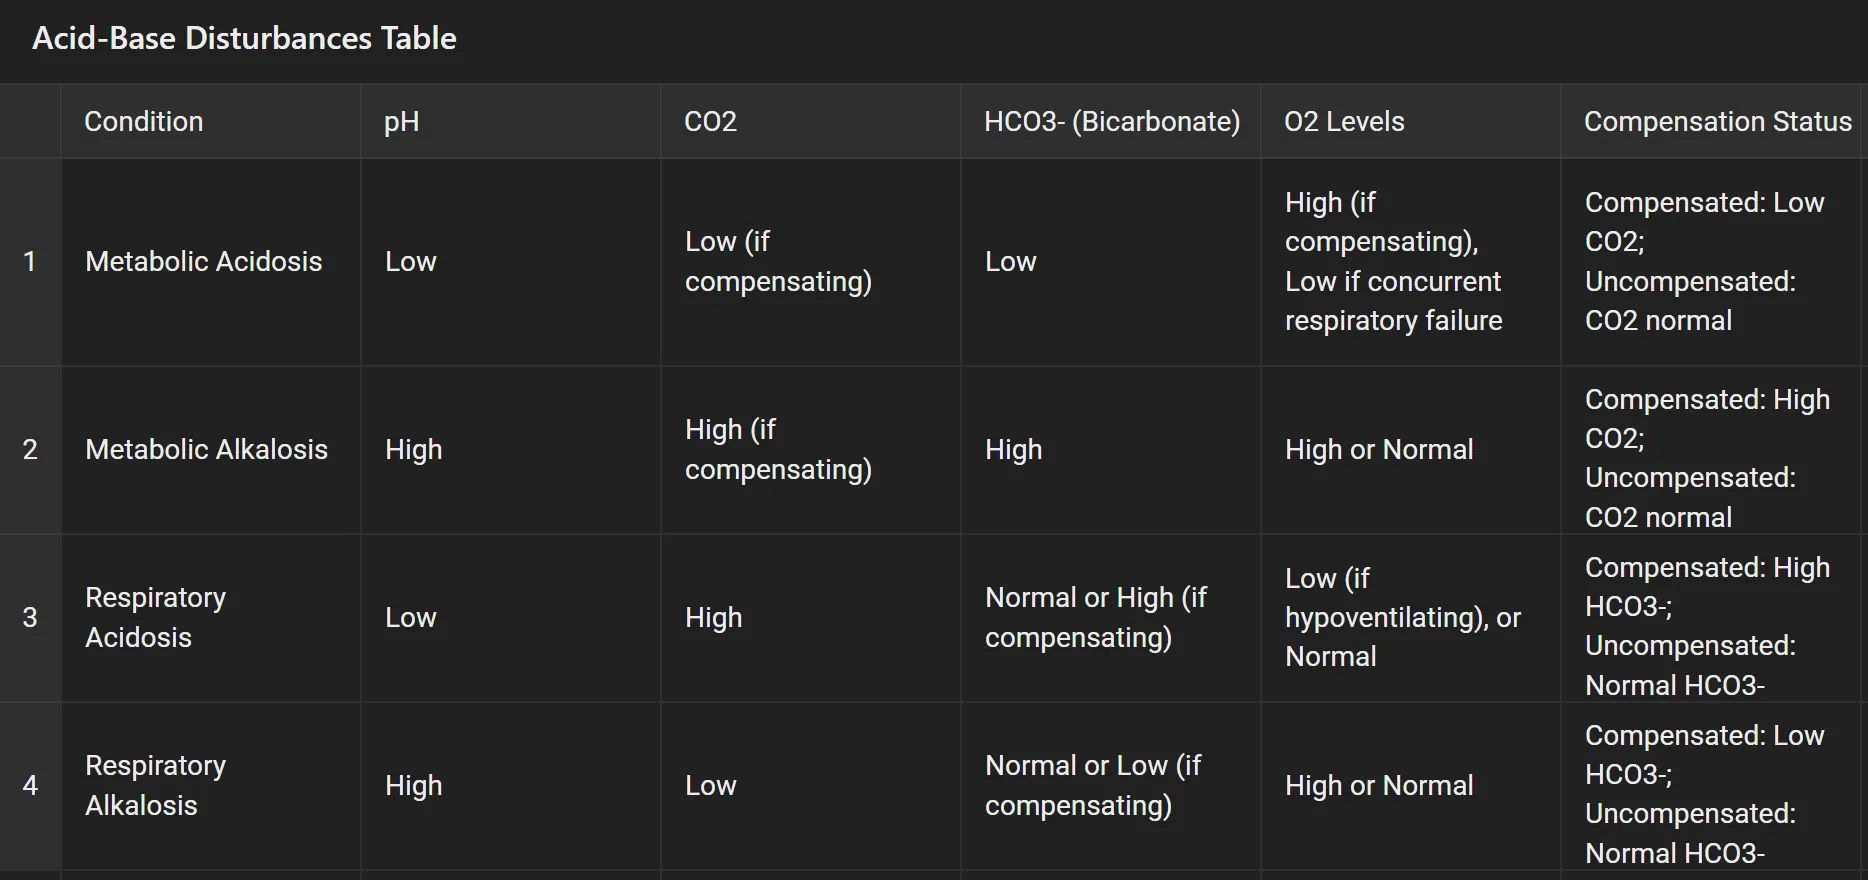 Acid-Base Disturbances Table
Condition
pH
CO2
HCO3- (Bicarbonate)
O2 Levels
Compensation Status
1
Metabolic Acidosis
Low
Low (if
compensating)
Low
High (if
compensating),
Low if concurrent
respiratory failure
Compensated: Low
CO2;
Uncompensated:
CO2 normal
2
Metabolic Alkalosis
High
High (if
compensating)
High
High or Normal
Compensated: High
CO2;
Uncompensated:
CO2 normal
3
Respiratory
Acidosis
Low
High
Normal or High (if
compensating)
Low (if
hypoventilating), or
Normal
Compensated: High
HCO3-;
Uncompensated:
Normal HCO3-
4
Respiratory
Alkalosis
High
Low
Normal or Low (if
compensating)
High or Normal
Compensated: Low
HCO3-;
Uncompensated:
Normal HCO3-